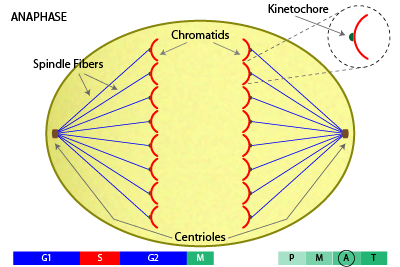 ANAPHASE
Kinetochore
Chromatids
Spindle Fibers
Centrioles
G1 S G2 M
P M A T